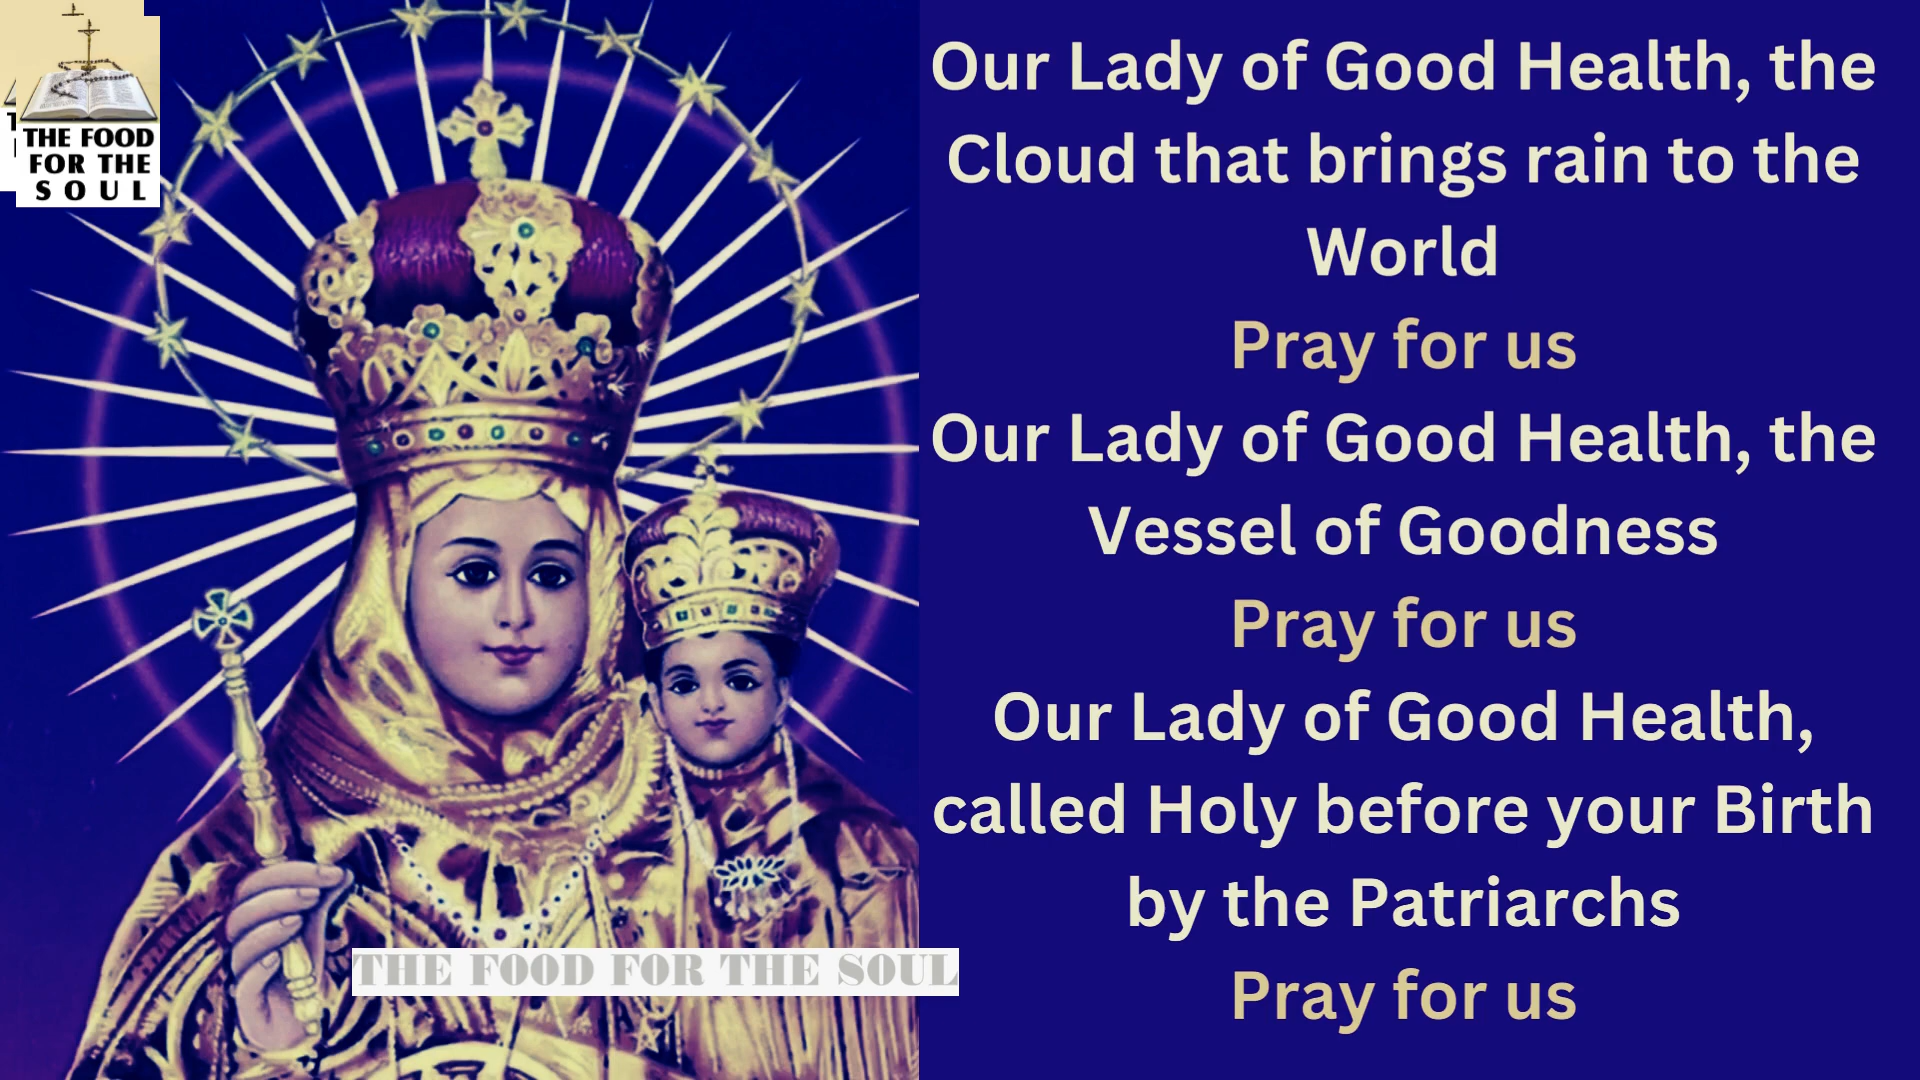 THE FOOD
FOR THE
SOUL
Our Lady of Good Health, the
Cloud that brings rain to the
World
Pray for us
Our Lady of Good Health, the
Vessel of Goodness
Pray for us
Our Lady of Good Health,
called Holy before your Birth
by the Patriarchs
Pray for us
THE FOOD FOR THE SOUL